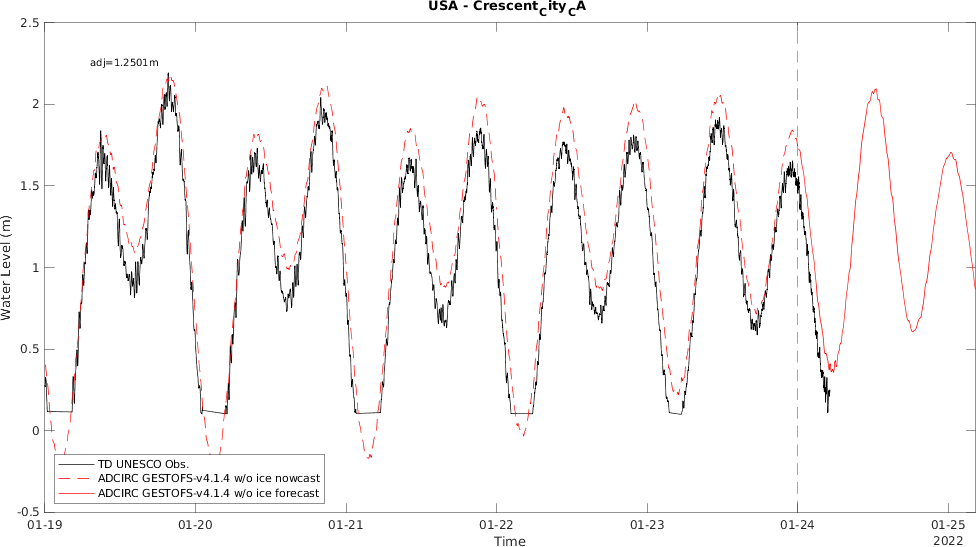 USA - Crescent_City_CA
adj=1.2501m
2.5
2
1.5
1
0.5
0
-0.5
Water Level (m)
TD UNESCO Obs.
ADCIRC GESTOFS-v4.1.4 w/o ice nowcast
ADCIRC GESTOFS-v4.1.4 w/o ice forecast
01-19 01-20 01-21 01-22 01-23 01-24 01-25
Time
2022